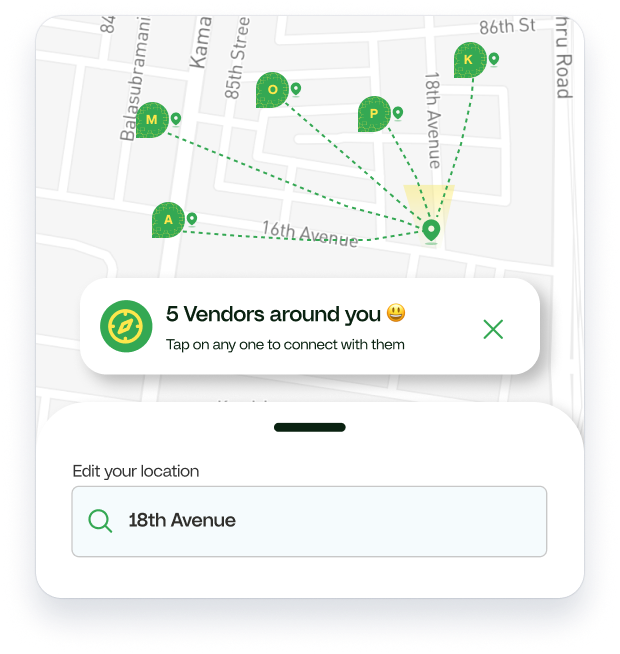 84
Balasubramani
Kama
85th Stree
86th St
hru Road
18th Avenue
K
O
P
M
A
16th Avenue
5 Vendors around you 😃
Tap on any one to connect with them
Edit your location
18th Avenue